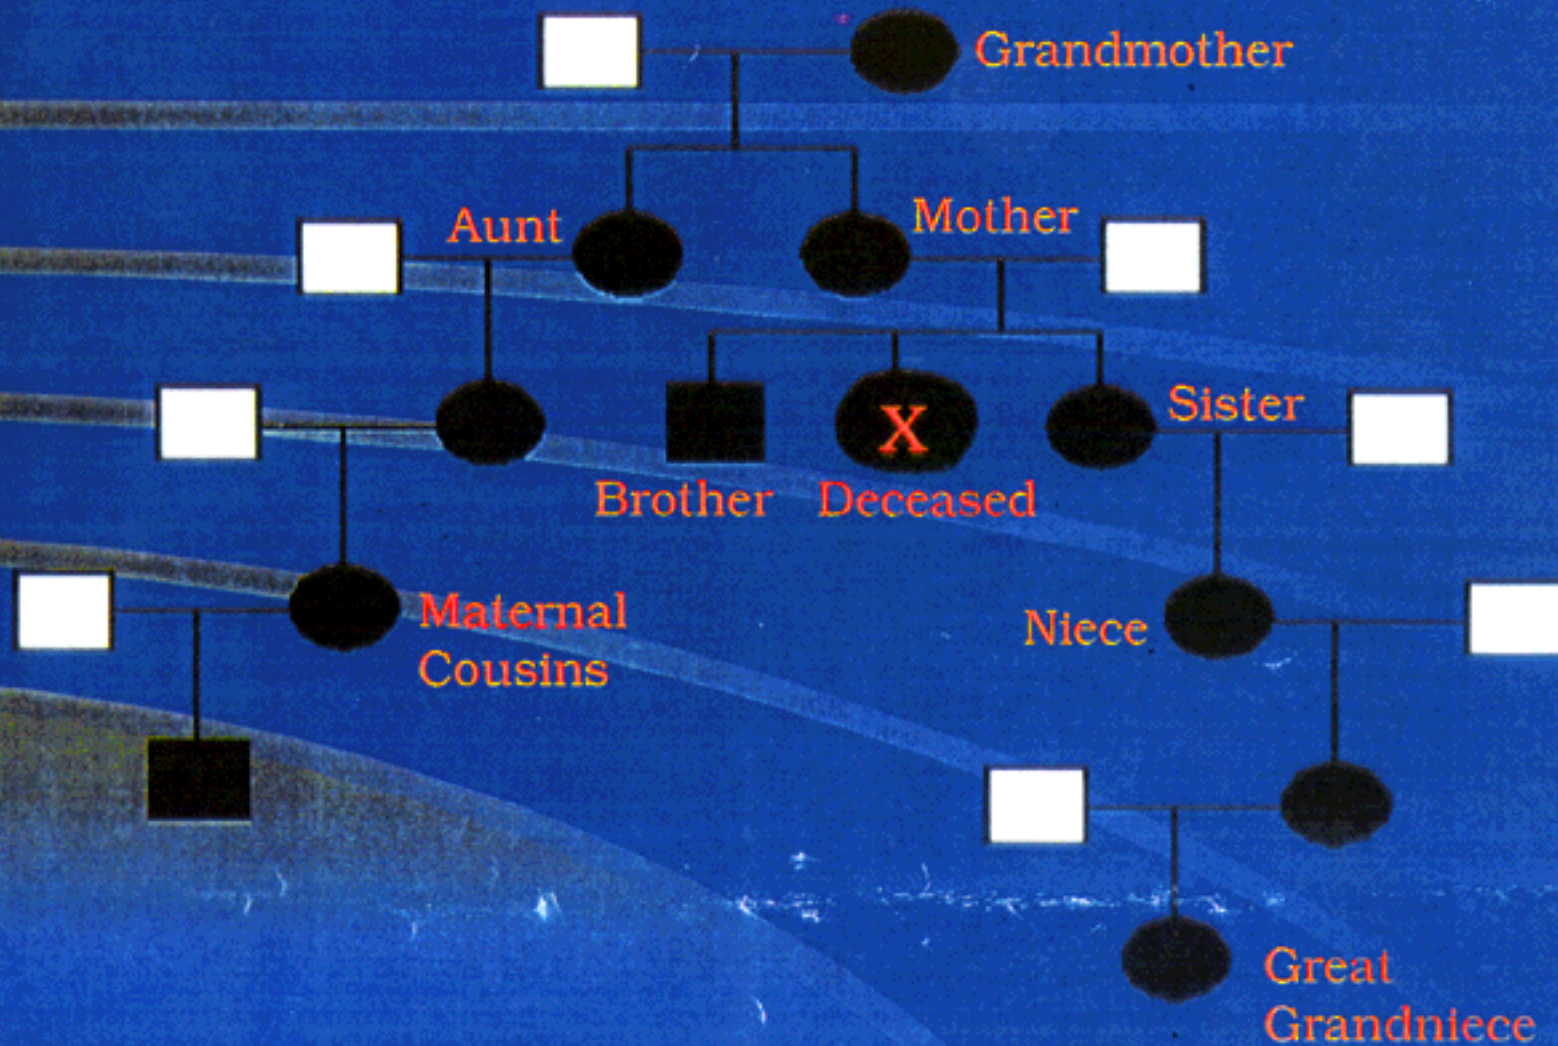 Grandmother
Aunt
Mother
Sister
X
Brother
Deceased
Maternal
Cousins
Niece
Great
Grandniece